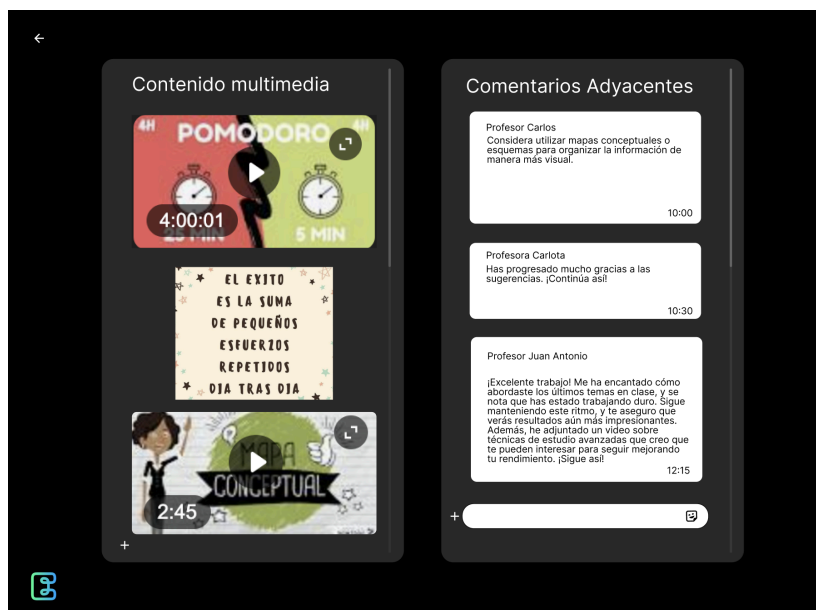 Contenido multimedia
4H POMODORO 4H
4:00:01
25 MIN 5 MIN
EL EXITO
ES LA SUMA
DE PEQUEÑOS
ESFUERZOS
REPETIDOS
DIA TRAS DIA
MAPA
CONCEPTUAL
2:45
+
Comentarios Adyacentes
Profesor Carlos
Considera utilizar mapas conceptuales o
esquemas para organizar la información de
manera más visual.
10:00
Profesora Carlota
Has progresado mucho gracias a las
sugerencias. ¡Continúa así!
10:30
Profesor Juan Antonio
¡Excelente trabajo! Me ha encantado cómo
abordaste los últimos temas en clase, y se
nota que has estado trabajando duro. Sigue
manteniendo este ritmo, y te aseguro que
verás resultados aún más impresionantes.
Además, he adjuntado un video sobre
técnicas de estudio avanzadas que creo que
te pueden interesar para seguir mejorando
tu rendimiento. ¡Sigue así!
12:15
+